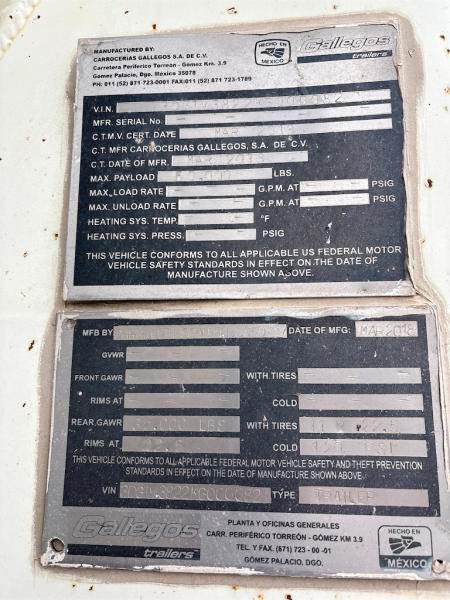 MANUFACTURED BY:
CARROCERIAS GALLEGOS S.A. DE C.V.
Carretera Periferico Torreón - Gómez Km. 3.9
Gomez Palacio, Dgo. México 35078
PH: 011 (52) 871 723-0001 FAX:011 (52) 871 723-1789
HECHO EN
MÉXICO
Gallegos
trailers
V.I.N.
MFR. SERIAL No.
C.T.M.V. CERT. DATE MAR
C.T. MFR CARROCERIAS GALLEGOS, S.A. DE C.V.
C.T. DATE OF MFR. MAR 2018
MAX. PAYLOAD LBS.
MAX. LOAD RATE G.P.M. AT PSIG
MAX. UNLOAD RATE G.P.M. AT PSIG
HEATING SYS. TEMP. °F
HEATING SYS. PRESS. PSIG
THIS VEHICLE CONFORMS TO ALL APPLICABLE US FEDERAL MOTOR
VEHICLE SAFETY STANDARDS IN EFFECT ON THE DATE OF
MANUFACTURE SHOWN ABOVE.
MFB BY DATE OF MFG: MAR 2018
GVWR
FRONT GAWR WITH TIRES
RIMS AT COLD
REAR.GAWR WITH TIRES
RIMS AT COLD
THIS VEHICLE CONFORMS TO ALL APPLICABLE FEDERAL MOTOR VEHICLE SAFETY AND THEFT PREVENTION
STANDARDS IN EFFECT ON THE DATE OF MANUFACTURE SHOWN ABOVE.
VIN TYPE TRAILER
Gallegos
trailers
PLANTA Y OFICINAS GENERALES
CARR. PERIFÉRICO TORREÓN - GÓMEZ KM 3.9
TEL. Y FAX. (871) 723 - 00 -01
GÓMEZ PALACIO, DGO.
HECHO EN
MÉXICO